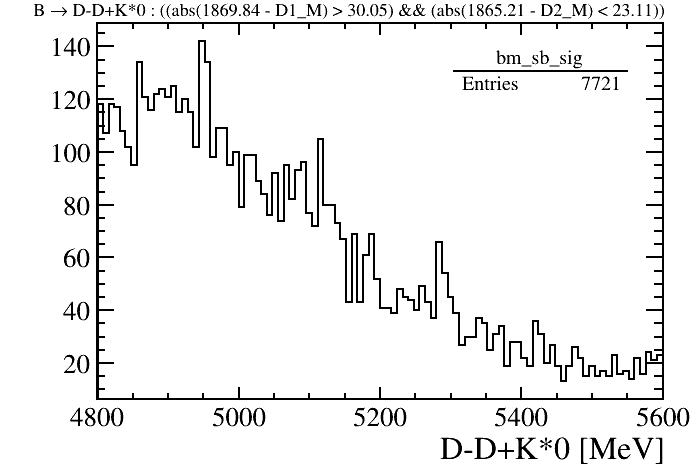 B → D-D+K*0 : ((abs(1869.84 - D1_M) > 30.05) && (abs(1865.21 - D2_M) < 23.11))
bm_sb_sig
Entries 7721
140
120
100
80
60
40
20
4800 5000 5200 5400 5600
D-D+K*0 [MeV]